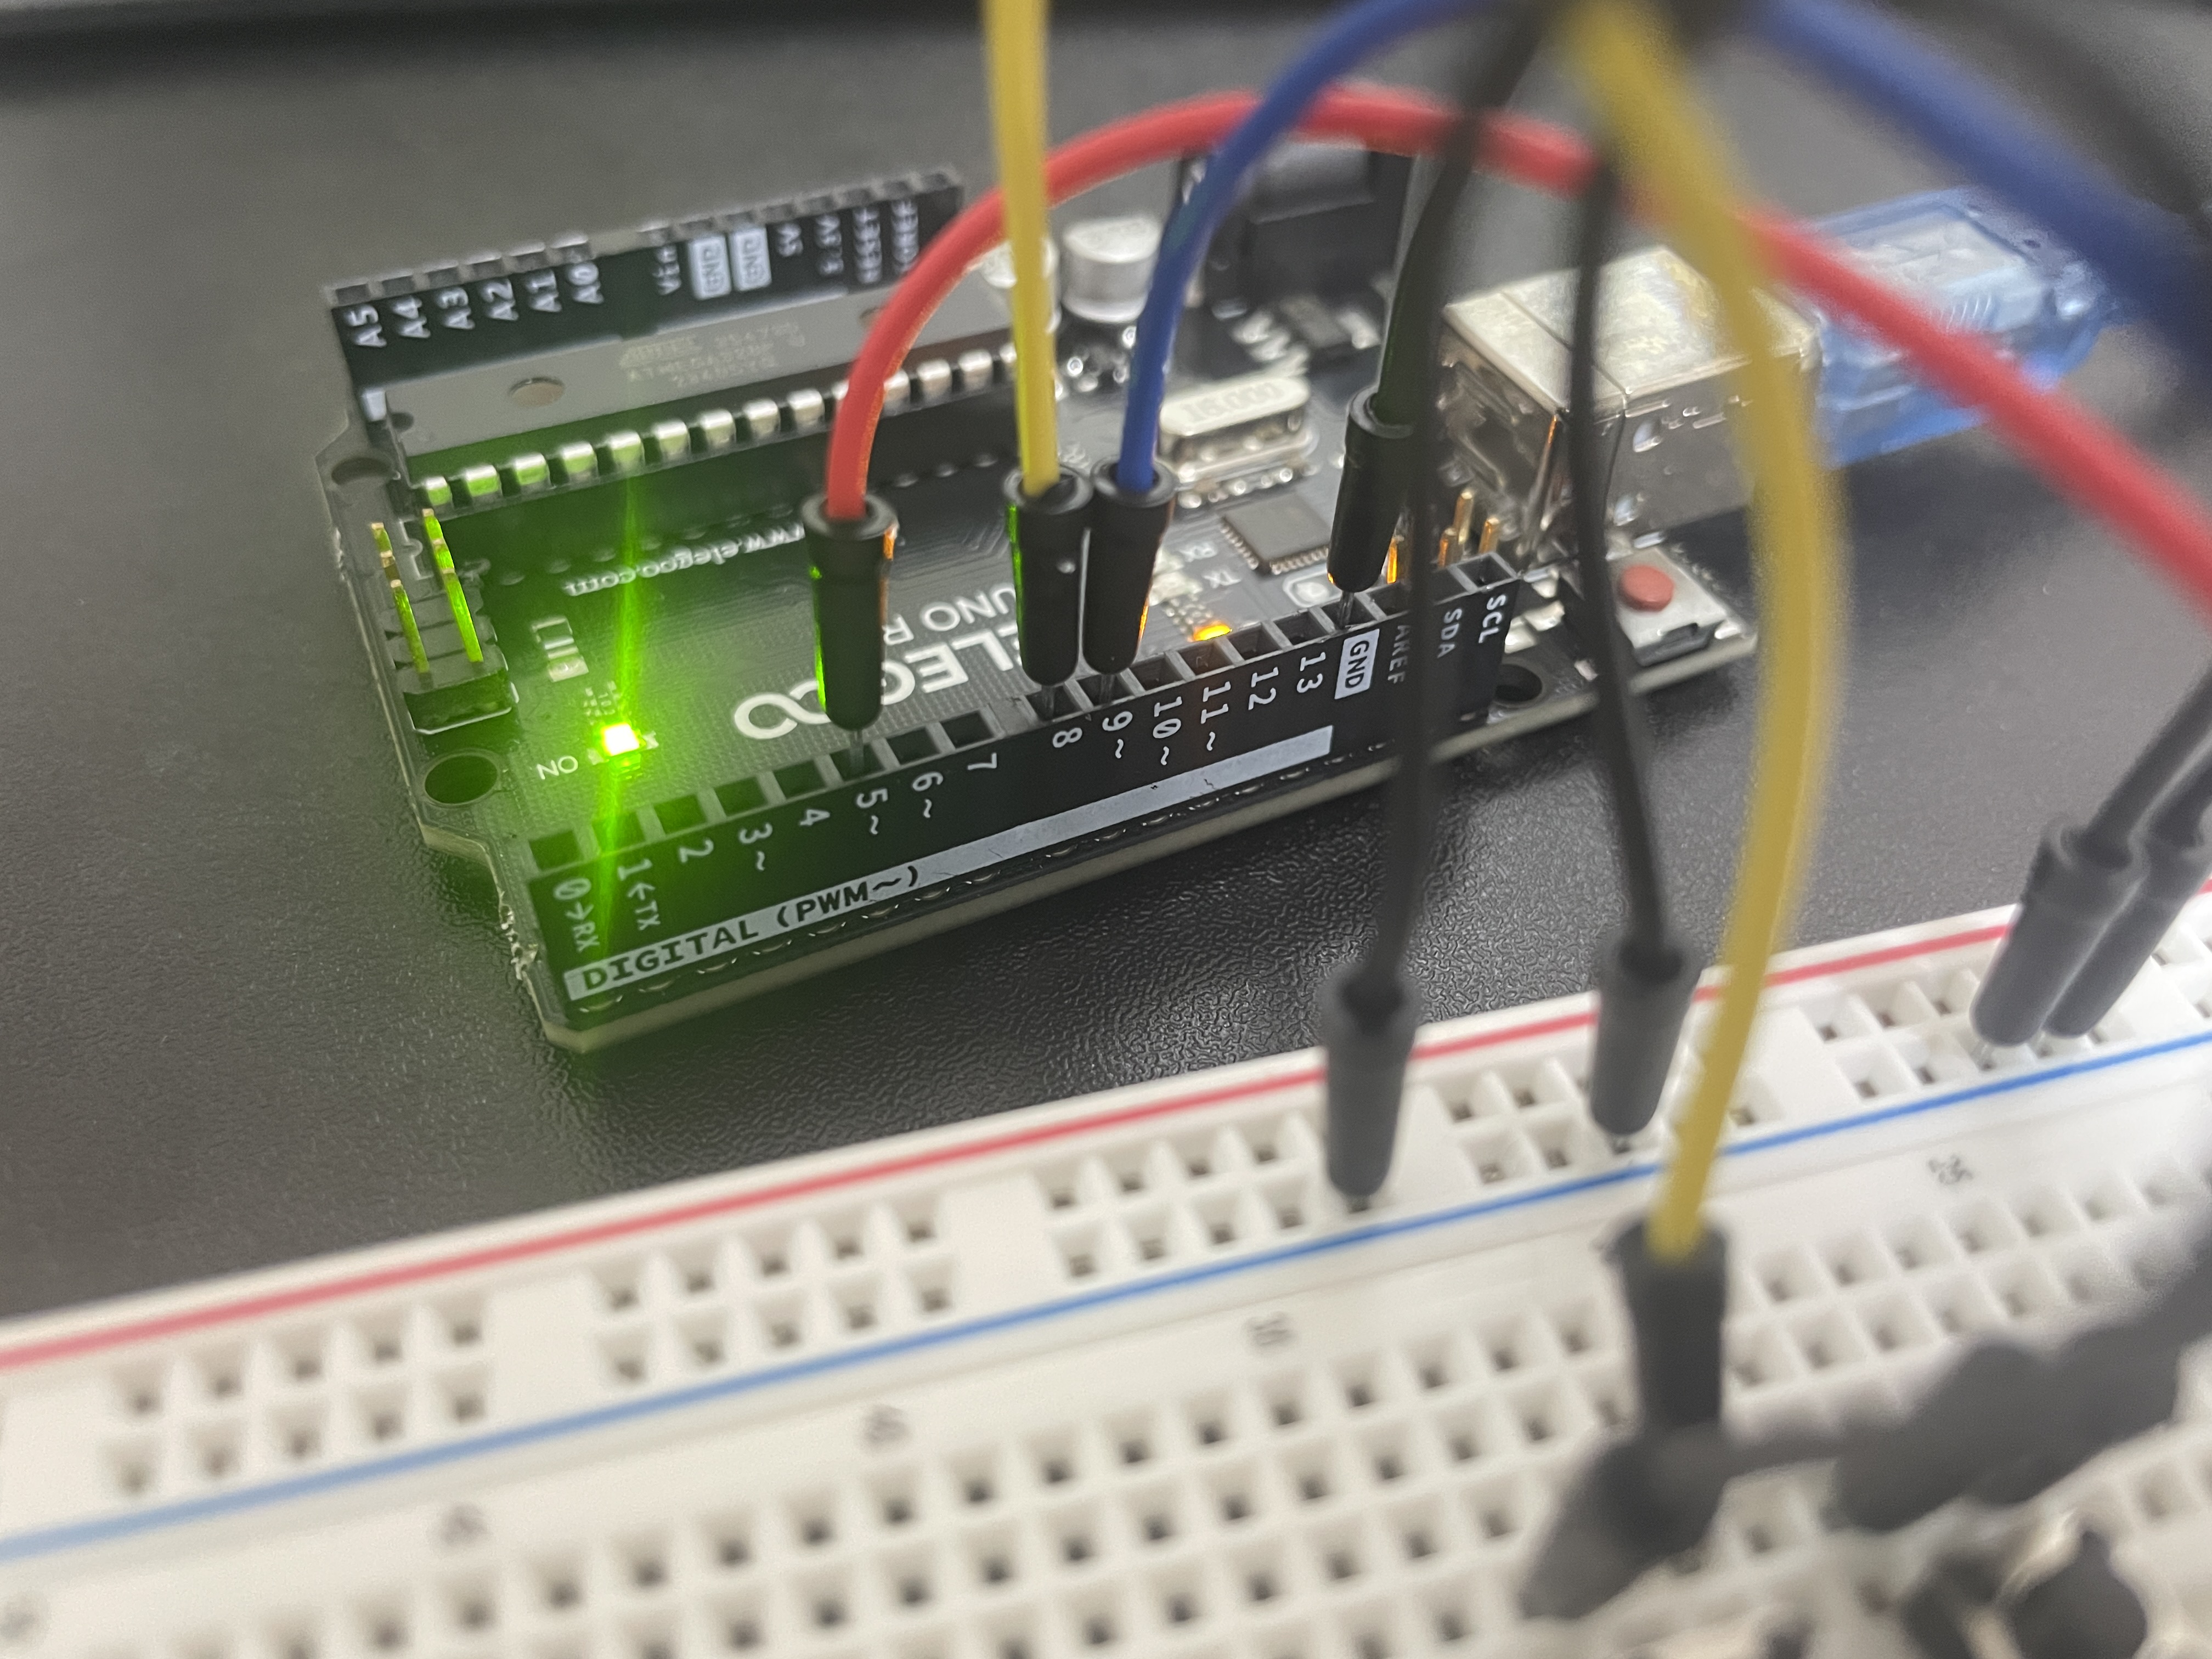 A5
A4
A3
A2
A1
A0
GND
GND
5V
3.3V
RESET
16.000
www.elegoo.com
UNO R
RX
TX
ON
SCL
SDA
AREF
GND
13
12
11~
10~
9~
8
7
6~
5~
4
3~
2
1→TX
0→RX
DIGITAL (PWM~)